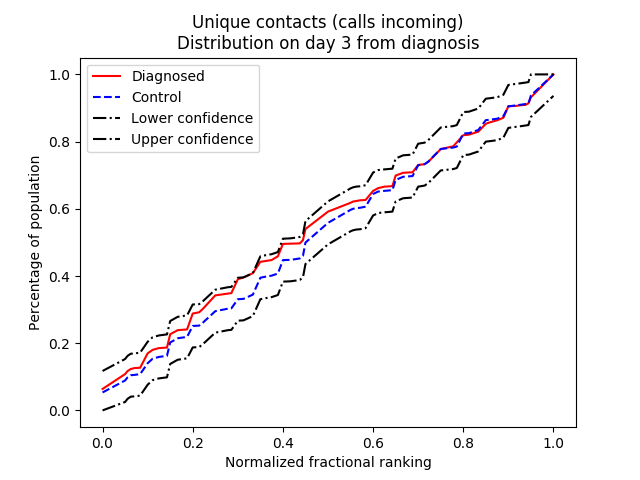 Unique contacts (calls incoming)
Distribution on day 3 from diagnosis
Diagnosed
Control
Lower confidence
Upper confidence
Percentage of population
1.0
0.8
0.6
0.4
0.2
0.0
0.0 0.2 0.4 0.6 0.8 1.0
Normalized fractional ranking